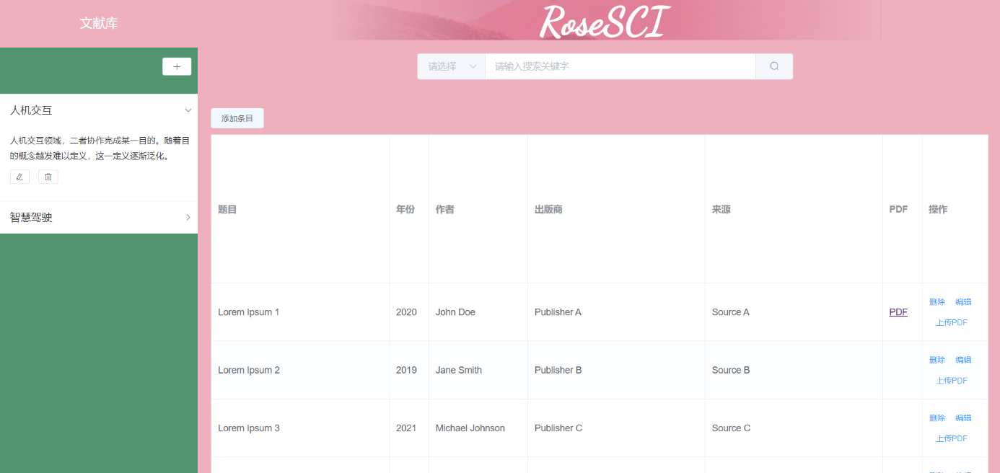 文献库
RoseSCI
+
请选择
请输入搜索关键字
人机交互
人机交互领域，二者协作完成某一目的。随着目
的概念越发难以定义，这一定义逐渐泛化。
智慧驾驶
添加条目
题目 年份 作者 出版商 来源 PDF 操作
Lorem Ipsum 1 2020 John Doe Publisher A Source A PDF 删除 编辑
上传PDF
Lorem Ipsum 2 2019 Jane Smith Publisher B Source B 删除 编辑
上传PDF
Lorem Ipsum 3 2021 Michael Johnson Publisher C Source C 删除 编辑
上传PDF